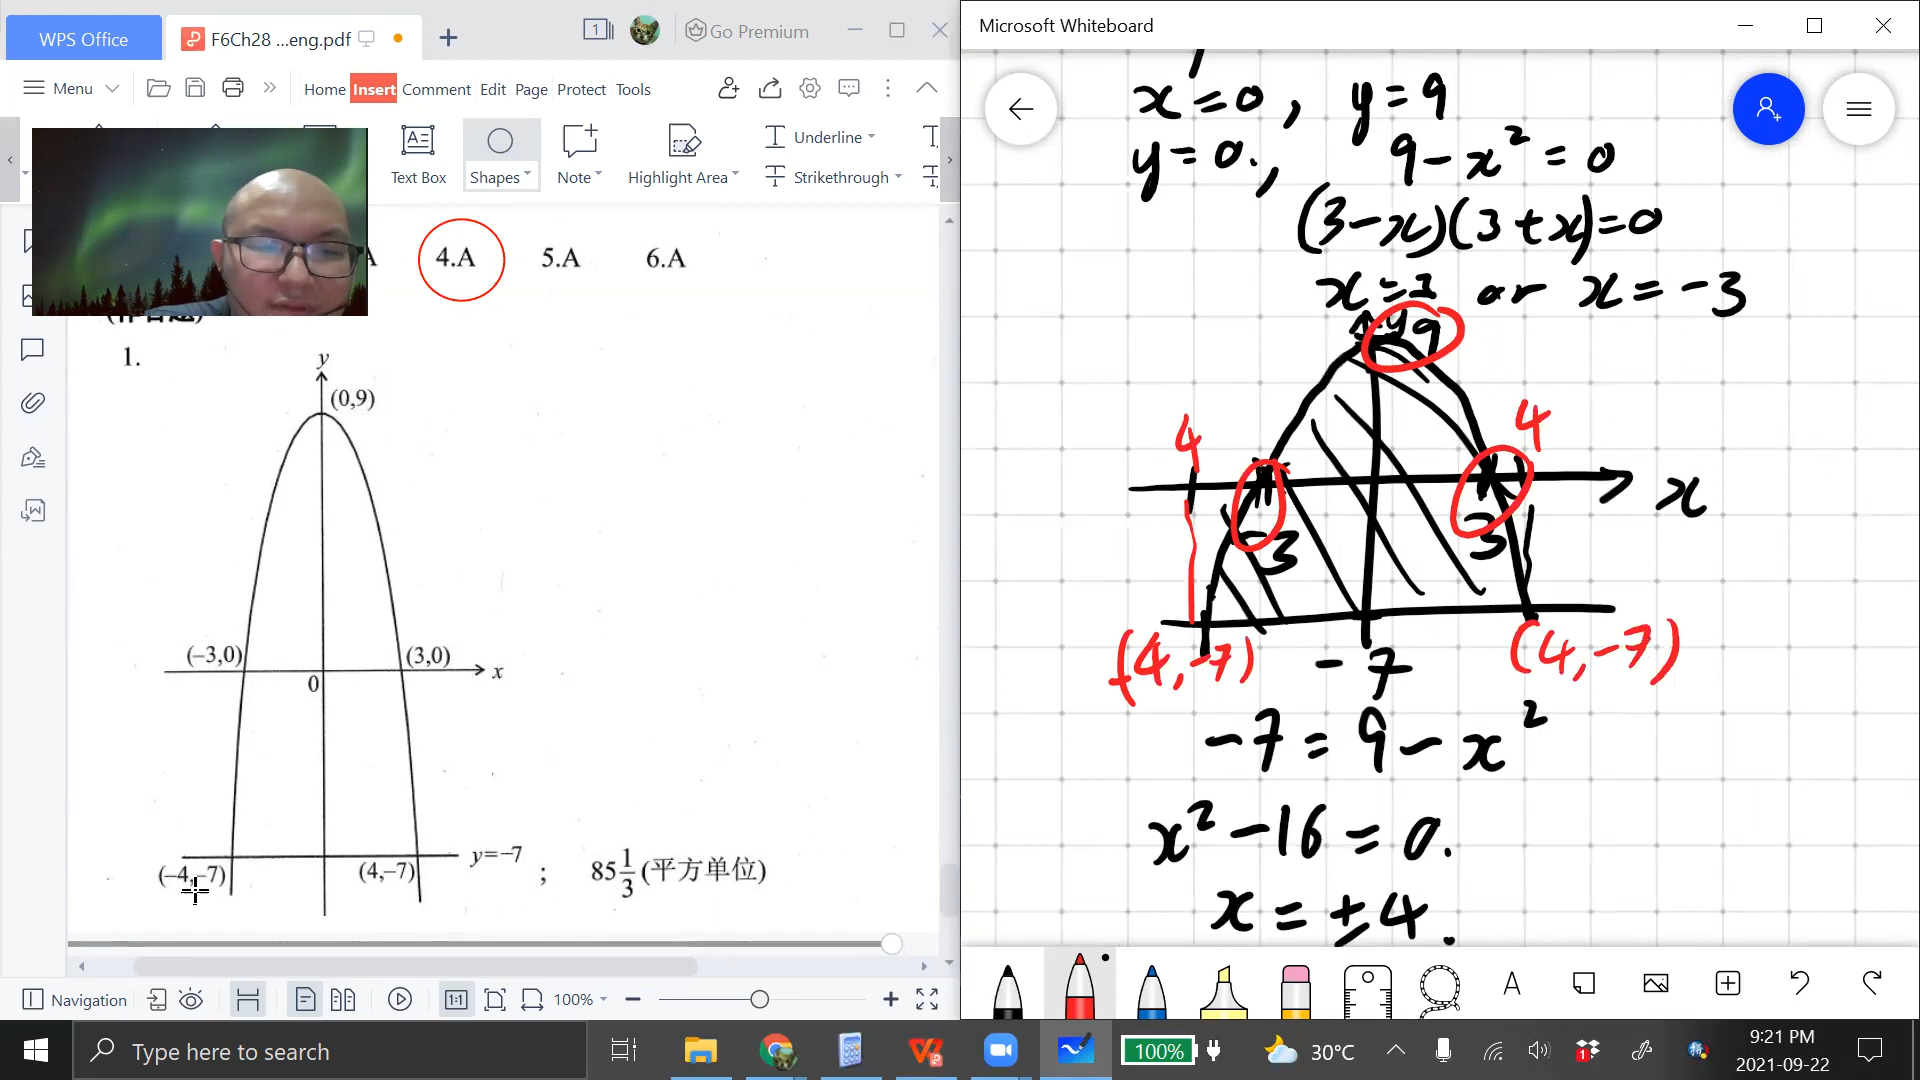 WPS Office
F6Ch28 ...eng.pdf
1
Go Premium
Menu
Home Insert Comment Edit Page Protect Tools
Text Box
Shapes
Note
Highlight Area
Underline
Strikethrough
4.A 5.A 6.A
1.
y
(0,9)
(−3,0) (3,0)
x
0
y=−7
(−4,−7) (4,−7) ; 85 1/3 (平方单位)
Navigation
1:1
100%
Microsoft Whiteboard
x = 0 , y = 9
y = 0. , 9 − x² = 0
(3−x)(3+x)=0
x=3 or x = −3
y 9
4 4
x
3 3
(4,−7) −7 (4,−7)
−7 = 9 − x²
x² − 16 = 0.
x = ±4.
Type here to search
100%
30°C
9:21 PM
2021-09-22